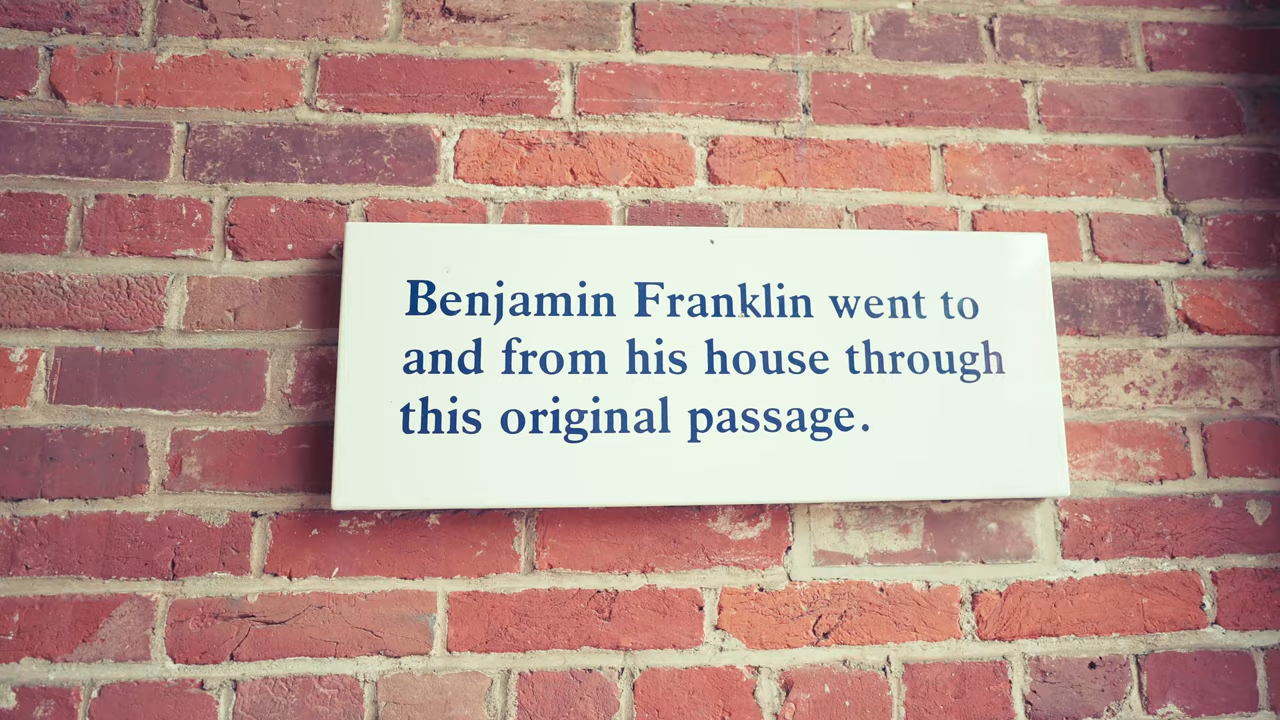 Benjamin Franklin went to
and from his house through
this original passage.